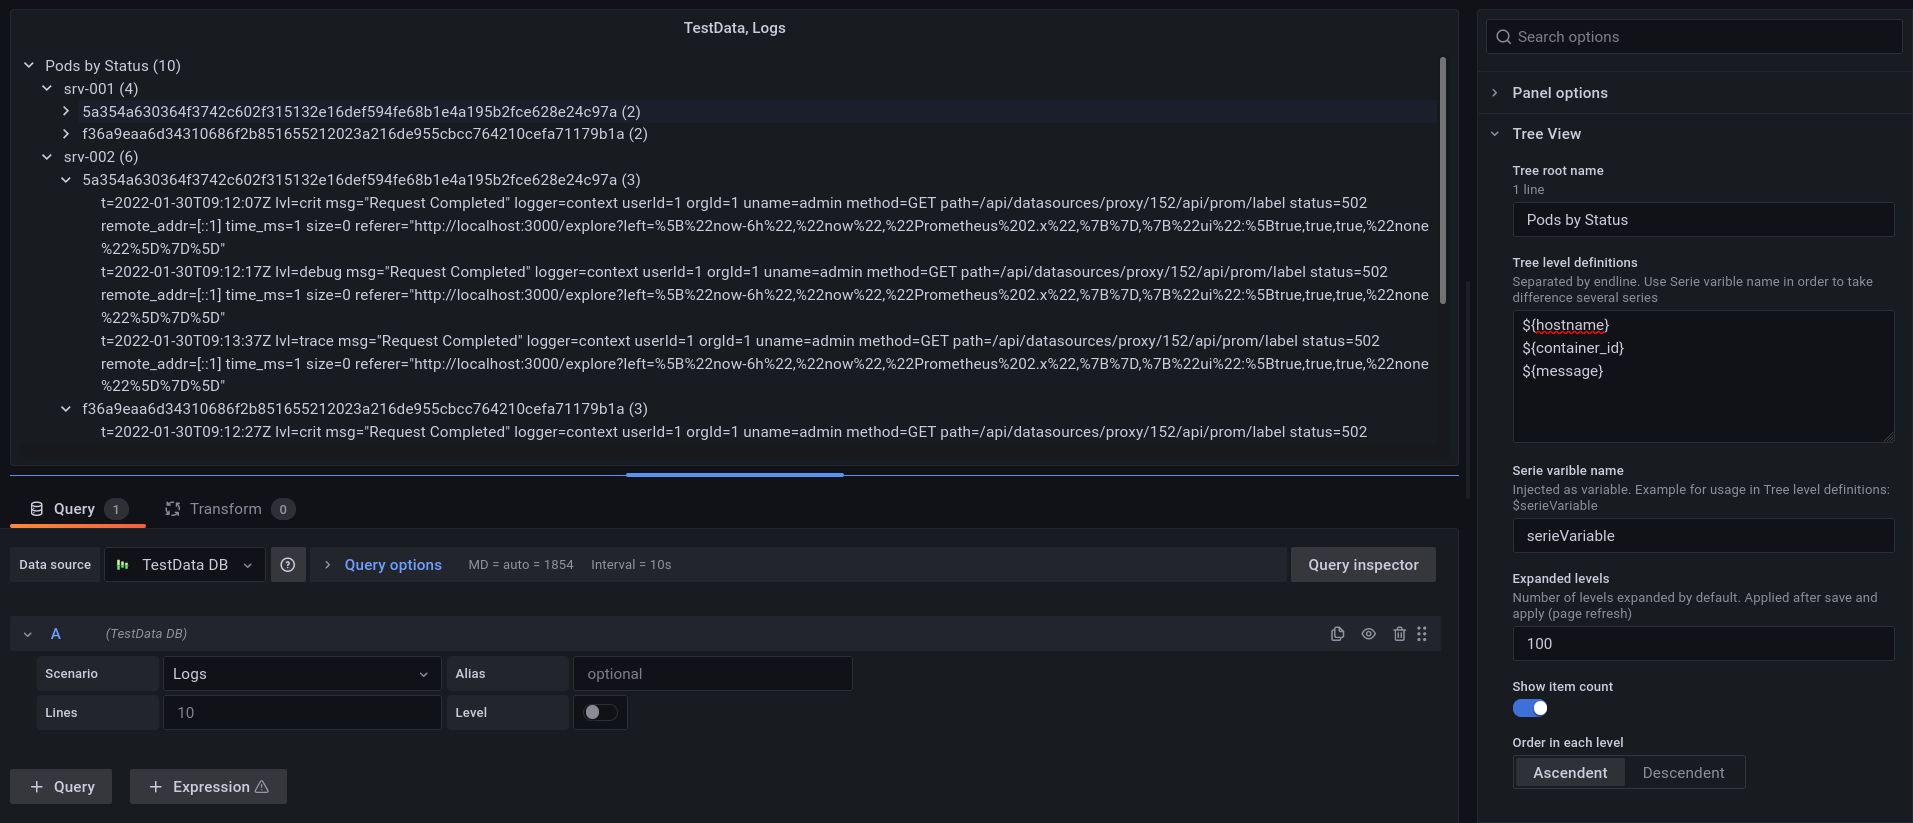 TestData, Logs
Pods by Status (10)
srv-001 (4)
5a354a630364f3742c602f315132e16def594fe68b1e4a195b2fce628e24c97a (2)
f36a9eaa6d34310686f2b851655212023a216de955cbcc764210cefa71179b1a (2)
srv-002 (6)
5a354a630364f3742c602f315132e16def594fe68b1e4a195b2fce628e24c97a (3)
t=2022-01-30T09:12:07Z lvl=crit msg="Request Completed" logger=context userId=1 orgId=1 uname=admin method=GET path=/api/datasources/proxy/152/api/prom/label status=502
remote_addr=[::1] time_ms=1 size=0 referer="http://localhost:3000/explore?left=%5B%22now-6h%22,%22now%22,%22Prometheus%202.x%22,%7B%7D,%7B%22ui%22:%5Btrue,true,true,%22none
%22%5D%7D%5D"
t=2022-01-30T09:12:17Z lvl=debug msg="Request Completed" logger=context userId=1 orgId=1 uname=admin method=GET path=/api/datasources/proxy/152/api/prom/label status=502
remote_addr=[::1] time_ms=1 size=0 referer="http://localhost:3000/explore?left=%5B%22now-6h%22,%22now%22,%22Prometheus%202.x%22,%7B%7D,%7B%22ui%22:%5Btrue,true,true,%22none
%22%5D%7D%5D"
t=2022-01-30T09:13:37Z lvl=trace msg="Request Completed" logger=context userId=1 orgId=1 uname=admin method=GET path=/api/datasources/proxy/152/api/prom/label status=502
remote_addr=[::1] time_ms=1 size=0 referer="http://localhost:3000/explore?left=%5B%22now-6h%22,%22now%22,%22Prometheus%202.x%22,%7B%7D,%7B%22ui%22:%5Btrue,true,true,%22none
%22%5D%7D%5D"
f36a9eaa6d34310686f2b851655212023a216de955cbcc764210cefa71179b1a (3)
t=2022-01-30T09:12:27Z lvl=crit msg="Request Completed" logger=context userId=1 orgId=1 uname=admin method=GET path=/api/datasources/proxy/152/api/prom/label status=502
Query 1 Transform 0
Data source TestData DB Query options MD = auto = 1854 Interval = 10s Query inspector
A (TestData DB)
Scenario Logs Alias optional
Lines 10 Level
+ Query + Expression
Search options
Panel options
Tree View
Tree root name
1 line
Pods by Status
Tree level definitions
Separated by endline. Use Serie varible name in order to take
difference several series
${hostname}
${container_id}
${message}
Serie varible name
Injected as variable. Example for usage in Tree level definitions:
$serieVariable
serieVariable
Expanded levels
Number of levels expanded by default. Applied after save and
apply (page refresh)
100
Show item count
Order in each level
Ascendent Descendent